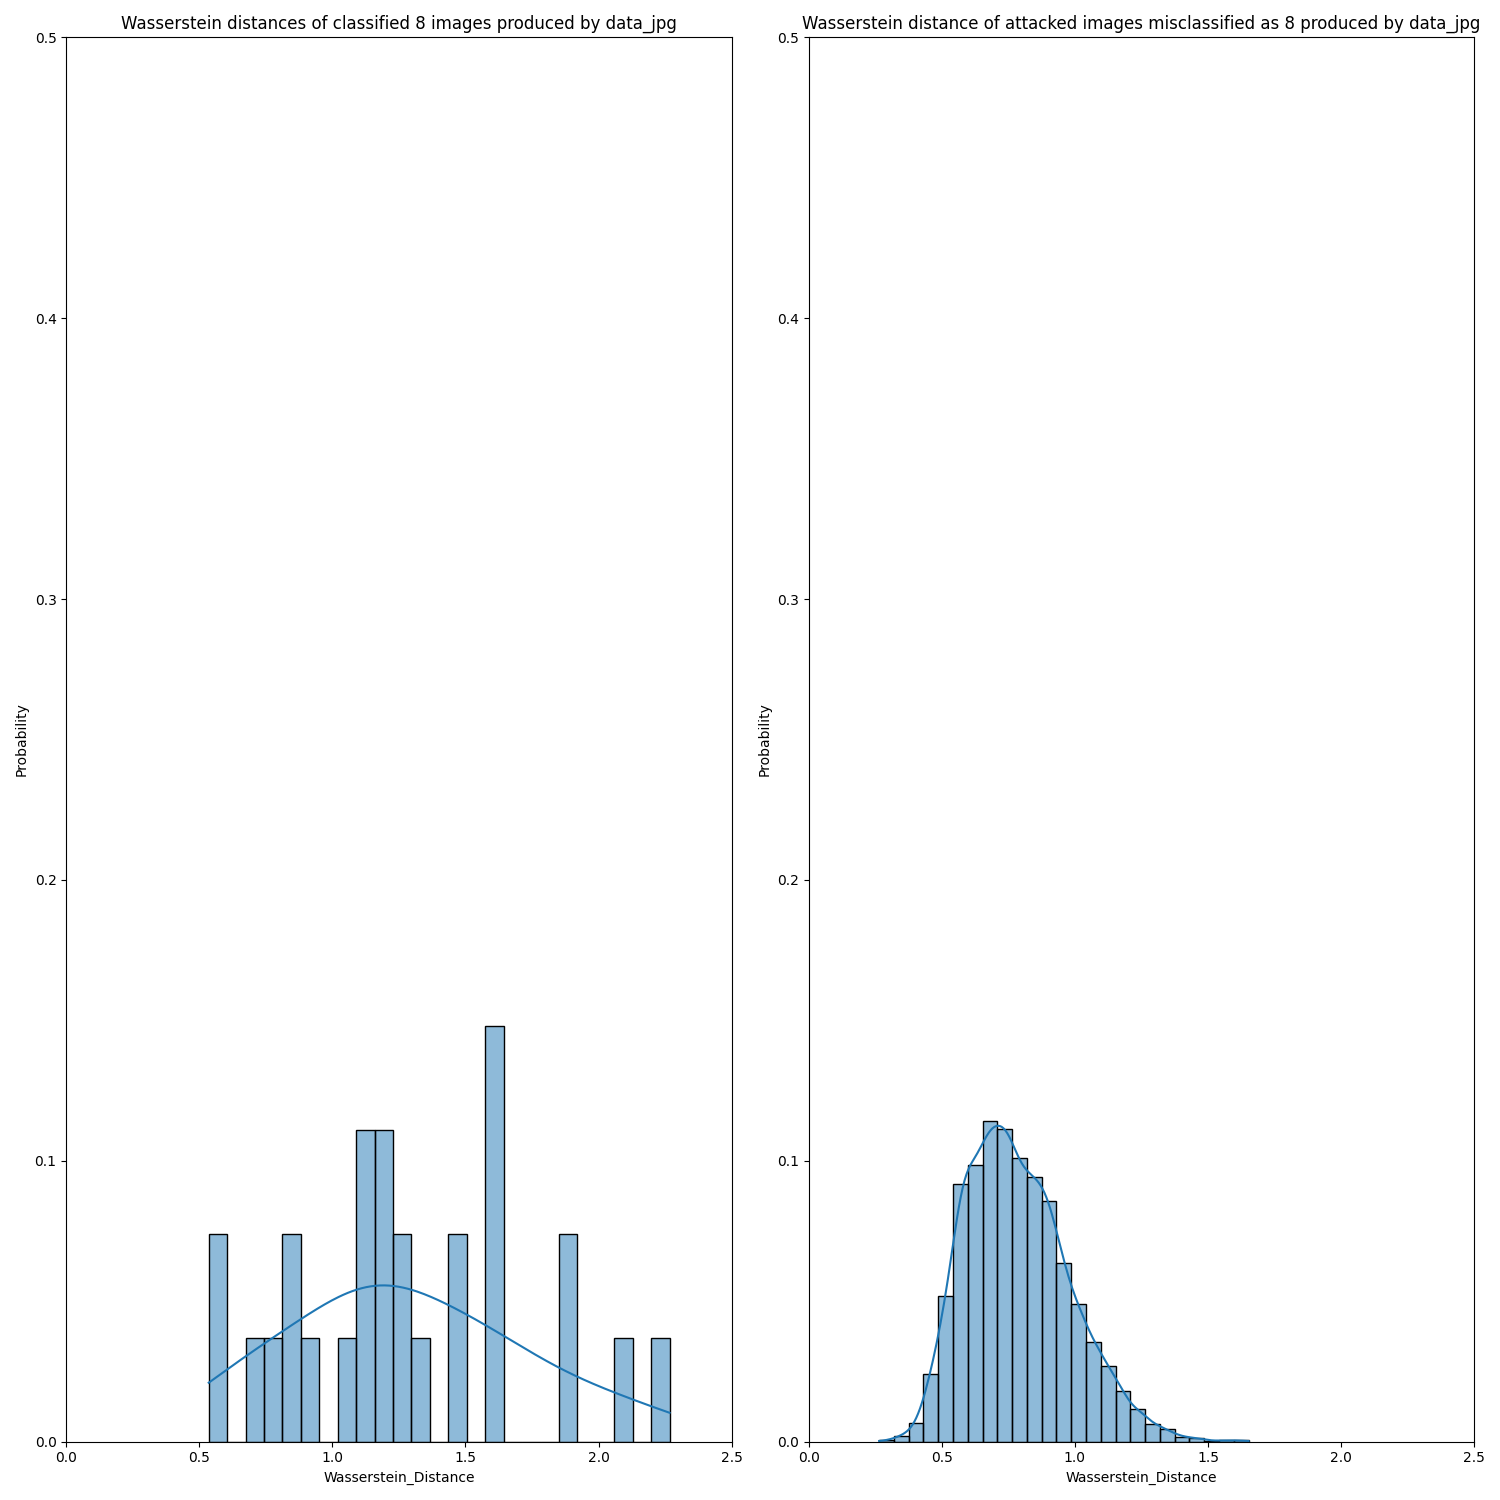 Wasserstein distances of classified 8 images produced by data_jpg
0.5
0.4
0.3
0.2
0.1
0.0
Probability
0.0 0.5 1.0 1.5 2.0 2.5
Wasserstein_Distance
Wasserstein distance of attacked images misclassified as 8 produced by data_jpg
0.5
0.4
0.3
0.2
0.1
0.0
Probability
0.0 0.5 1.0 1.5 2.0 2.5
Wasserstein_Distance